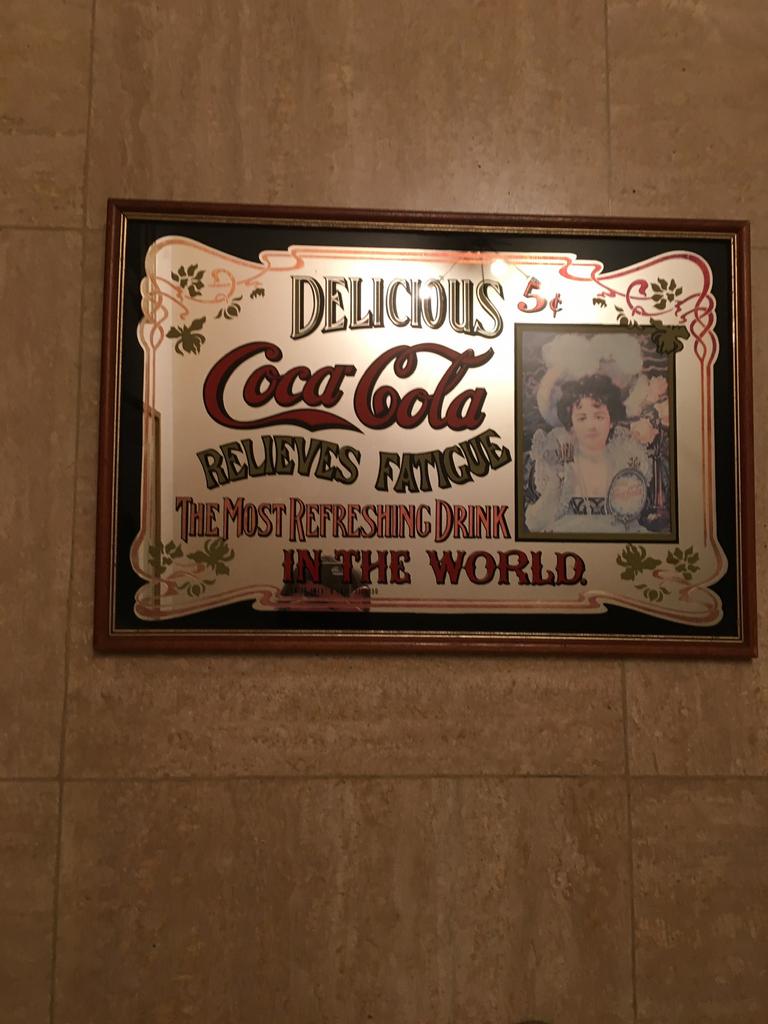 DELICIOUS 5¢
Coca-Cola
RELIEVES FATIGUE
THE MOST REFRESHING DRINK
IN THE WORLD.